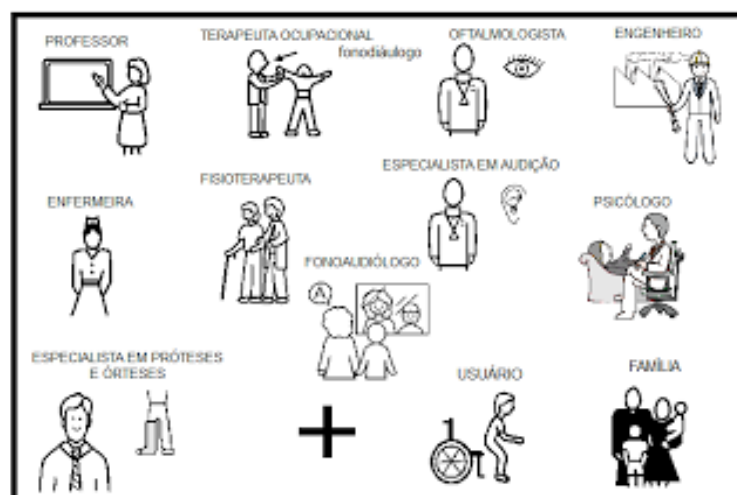 PROFESSOR
TERAPEUTA OCUPACIONAL
fonodiáulogo
OFTALMOLOGISTA
ENGENHEIRO
ENFERMEIRA
FISIOTERAPEUTA
ESPECIALISTA EM AUDIÇÃO
PSICÓLOGO
FONOAUDIÓLOGO
A
ESPECIALISTA EM PRÓTESES
E ÓRTESES
+
USUÁRIO
FAMÍLIA